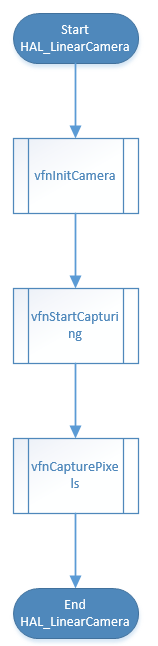 Start
HAL_LinearCamera
vfnInitCamera
vfnStartCapturi
ng
vfnCapturePixe
ls
End
HAL_LinearCamera